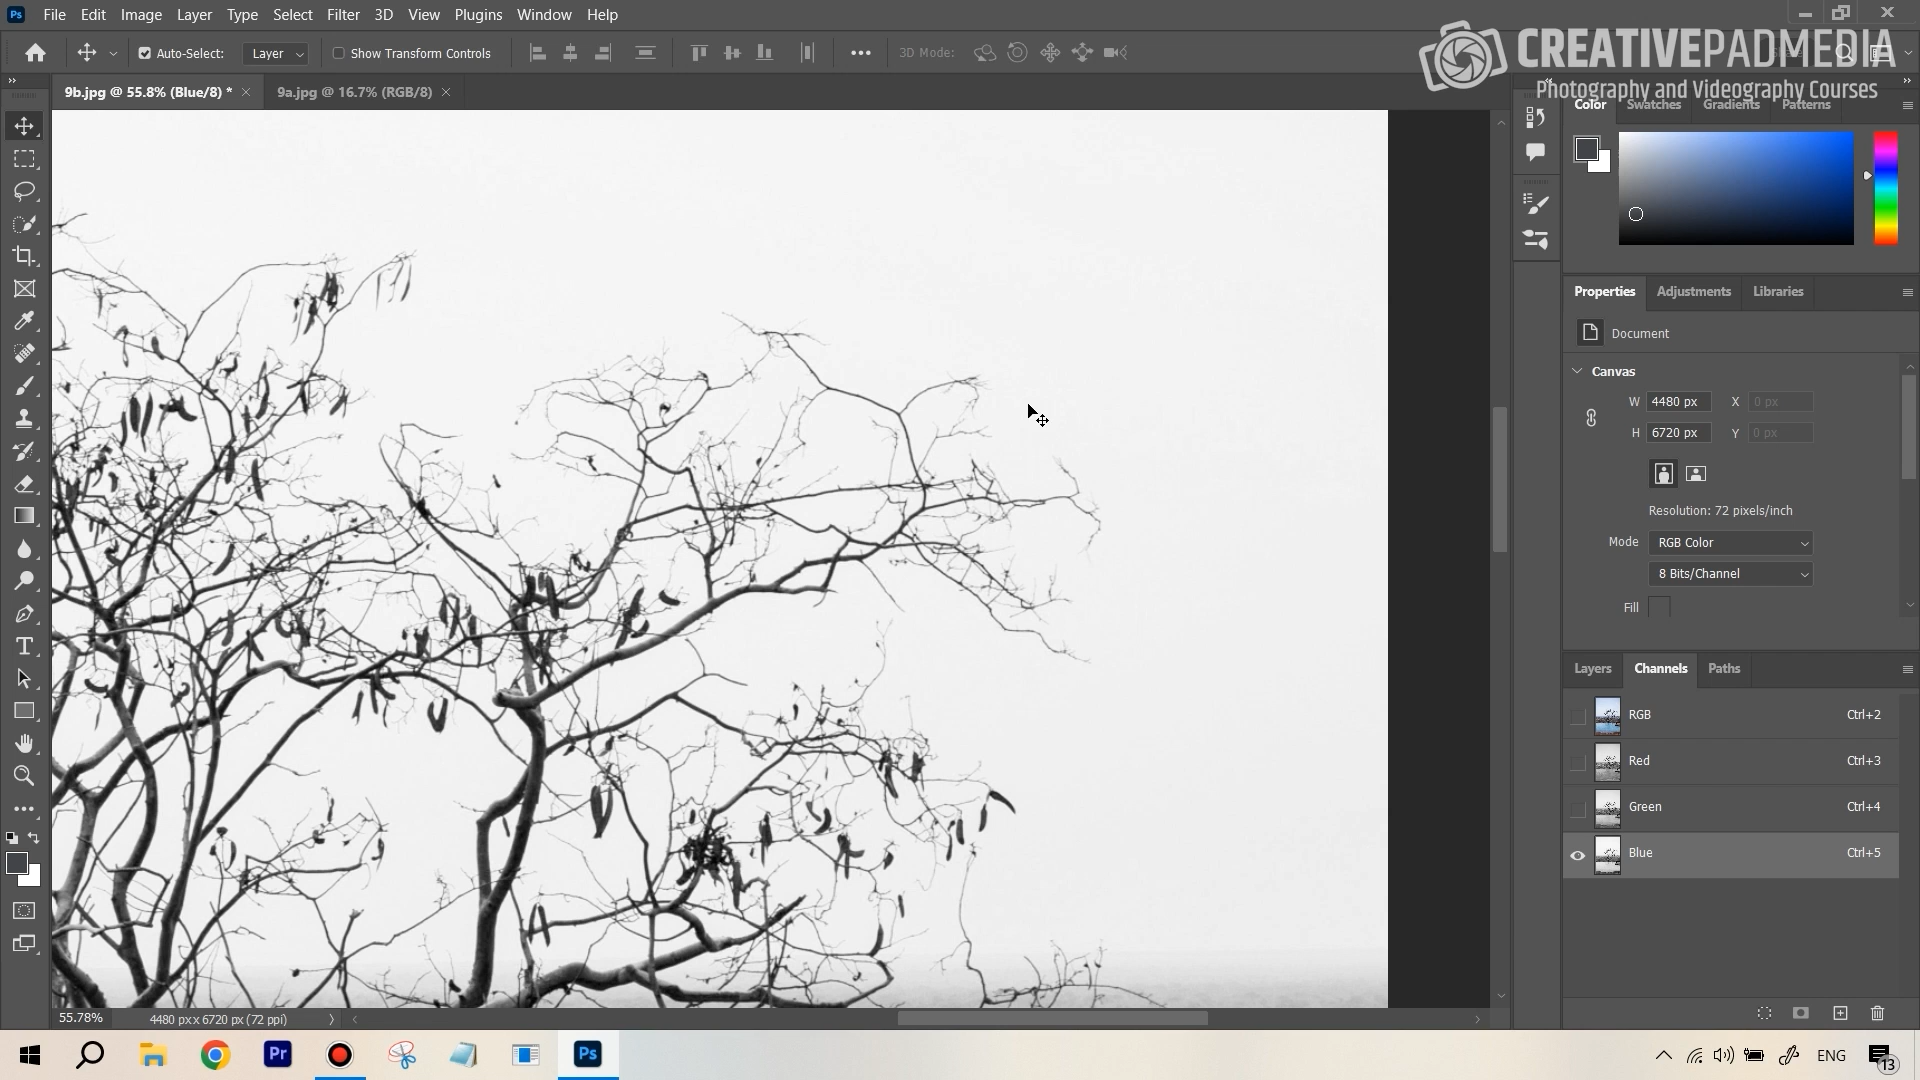 File Edit Image Layer Type Select Filter 3D View Plugins Window Help
Auto-Select: Layer Show Transform Controls 3D Mode:
CREATIVEPADMEDIA
Photography and Videography Courses
9b.jpg @ 55.8% (Blue/8) * 9a.jpg @ 16.7% (RGB/8)
Color Swatches Gradients Patterns
Properties Adjustments Libraries
Document
Canvas
W 4480 px X 0 px
H 6720 px Y 0 px
Resolution: 72 pixels/inch
Mode RGB Color
8 Bits/Channel
Fill
Layers Channels Paths
RGB Ctrl+2
Red Ctrl+3
Green Ctrl+4
Blue Ctrl+5
55.78% 4480 px x 6720 px (72 ppi)
Ps Pr Ps ENG 13